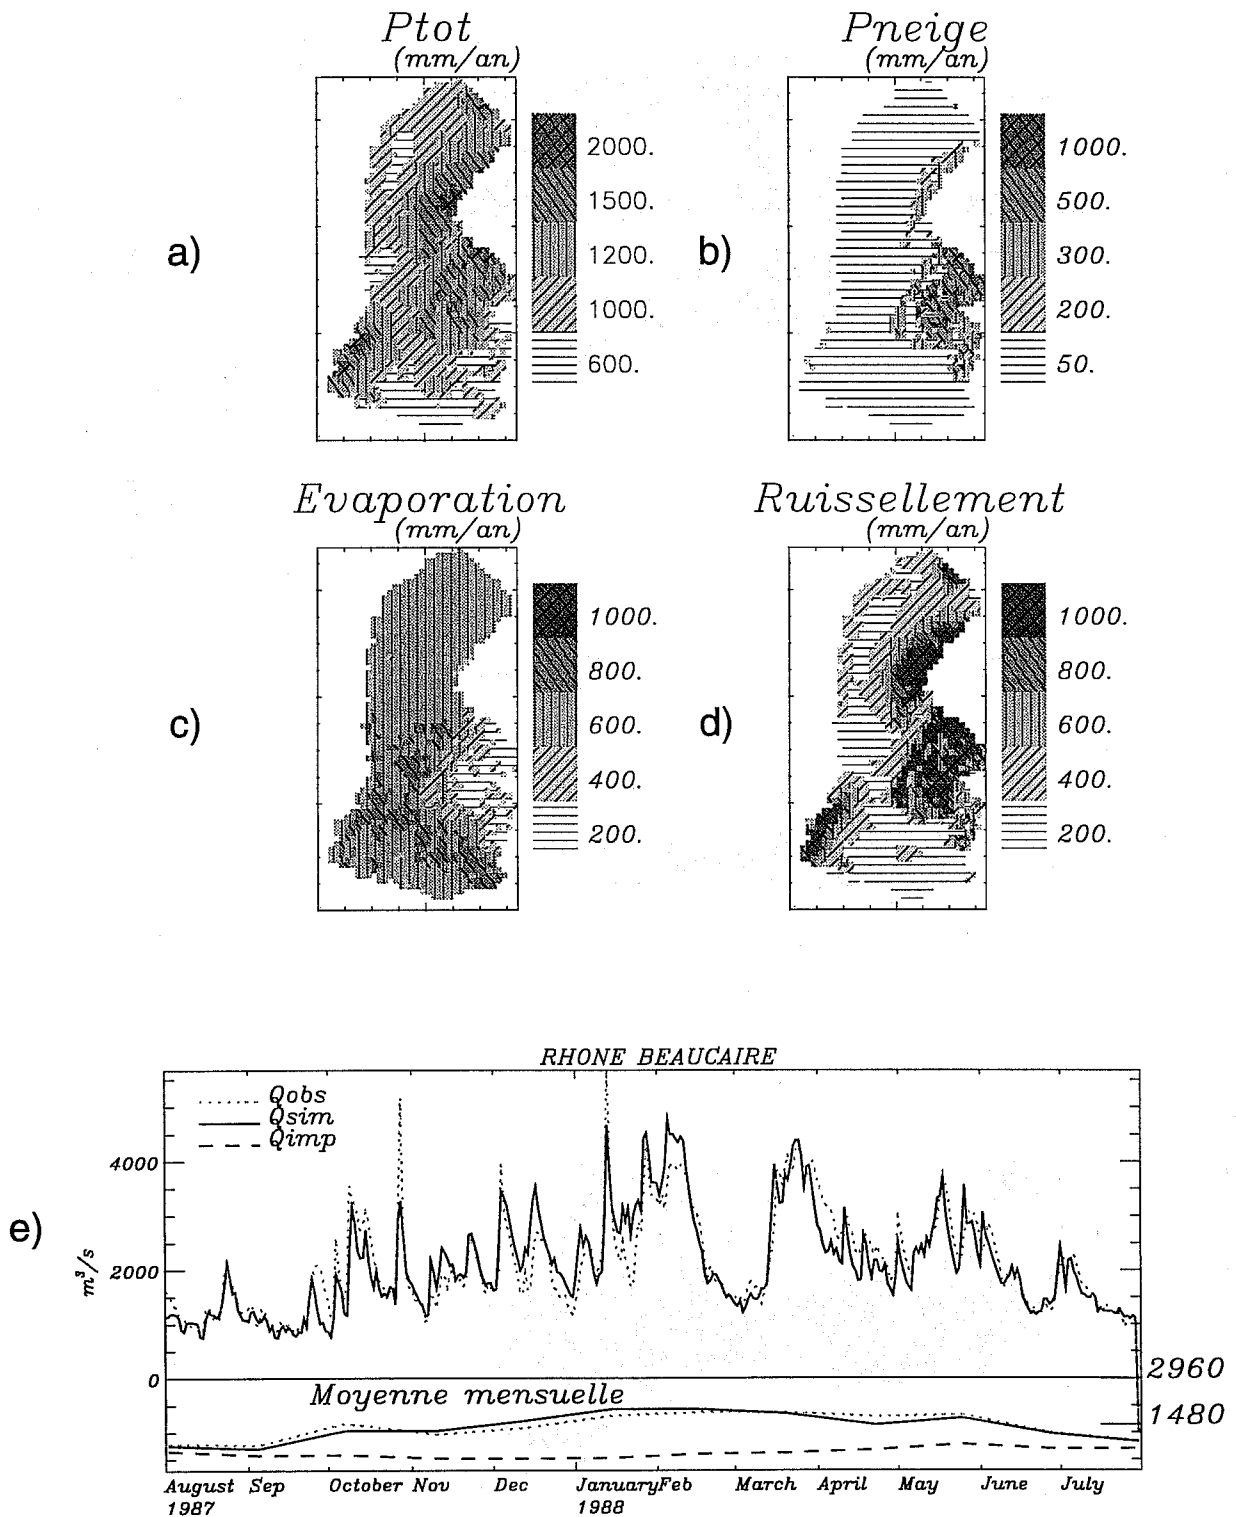 Ptot
(mm/an)
Pneige
(mm/an)
a)
2000.
1500.
1200.
1000.
600.
b)
1000.
500.
300.
200.
50.
Evaporation
(mm/an)
Ruissellement
(mm/an)
c)
1000.
800.
600.
400.
200.
d)
1000.
800.
600.
400.
200.
RHONE BEAUCAIRE
e)
Qobs
Qsim
Qimp
4000
2000
0
m³/s
2960
1480
Moyenne mensuelle
August Sep October Nov Dec January Feb March April May June July
1987 1988